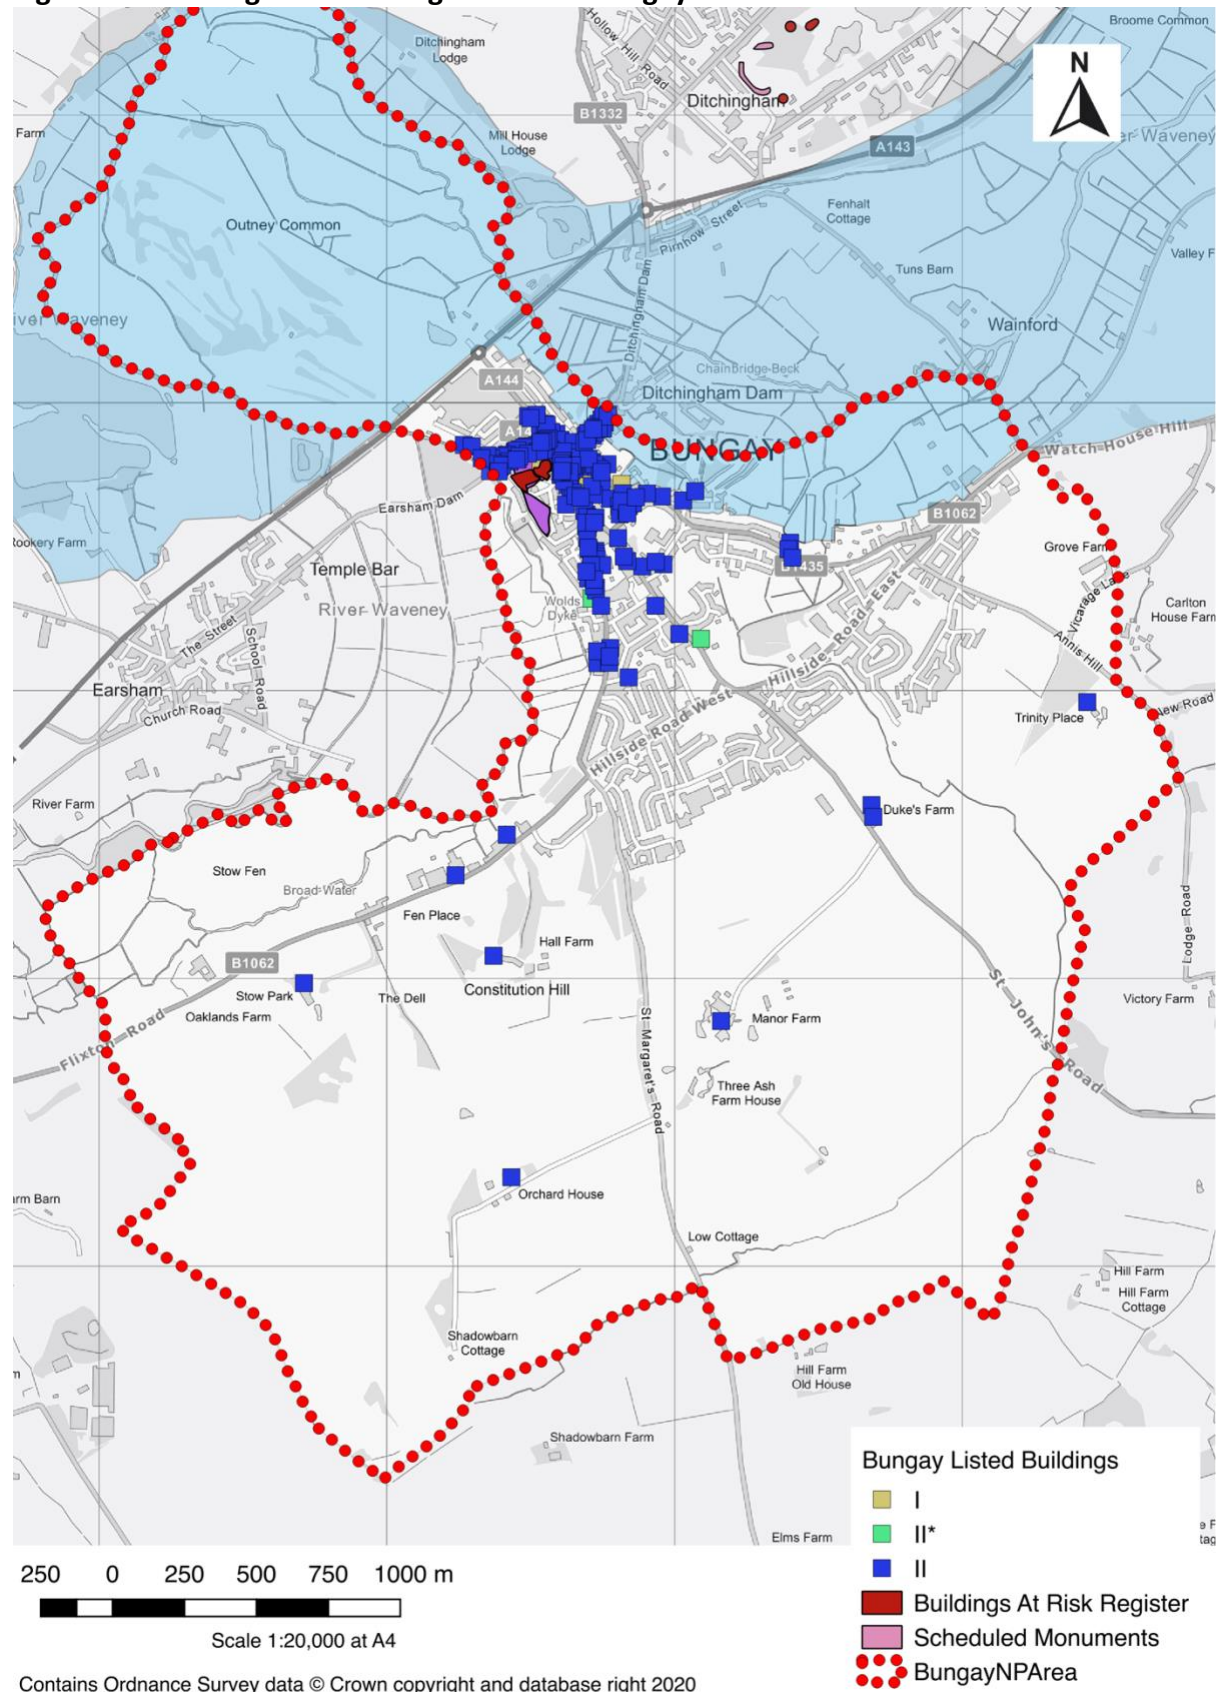 Ditchingham
Lodge
Hollow Hill Road
Broome Common
N
Ditchingham
B1332
Farm
Mill House
Lodge
A143
er Waveney
Outney Common
Fenhalt
Cottage
Pirnhow Street
Valley F
Tuns Barn
Ditchingham Dam
iver Waveney
Wainford
Chainbridge Beck
A144
Ditchingham Dam
A14
BUNGAY
Watch House Hill
Earsham Dam
B1062
Rookery Farm
Grove Farm
Temple Bar
B1435
Vicarage Lane
River Waveney
Wolds
Dyke
Carlton
House Farm
The Street
School Road
Annis Hill
Hillside Road East
Earsham
Church Road
Trinity Place
New Road
Hillside Road West
River Farm
Duke's Farm
Stow Fen
Broad Water
Fen Place
Lodge Road
Hall Farm
B1062
Constitution Hill
Stow Park
The Dell
Victory Farm
Oaklands Farm
Manor Farm
St John's Road
Flixton Road
St Margaret's Road
Three Ash
Farm House
arm Barn
Orchard House
Low Cottage
Hill Farm
Hill Farm
Cottage
Shadowbarn
Cottage
Hill Farm
Old House
Shadowbarn Farm
Elms Farm
Bungay Listed Buildings
I
II*
II
Buildings At Risk Register
Scheduled Monuments
BungayNPArea
250 0 250 500 750 1000 m
Scale 1:20,000 at A4
Contains Ordnance Survey data © Crown copyright and database right 2020